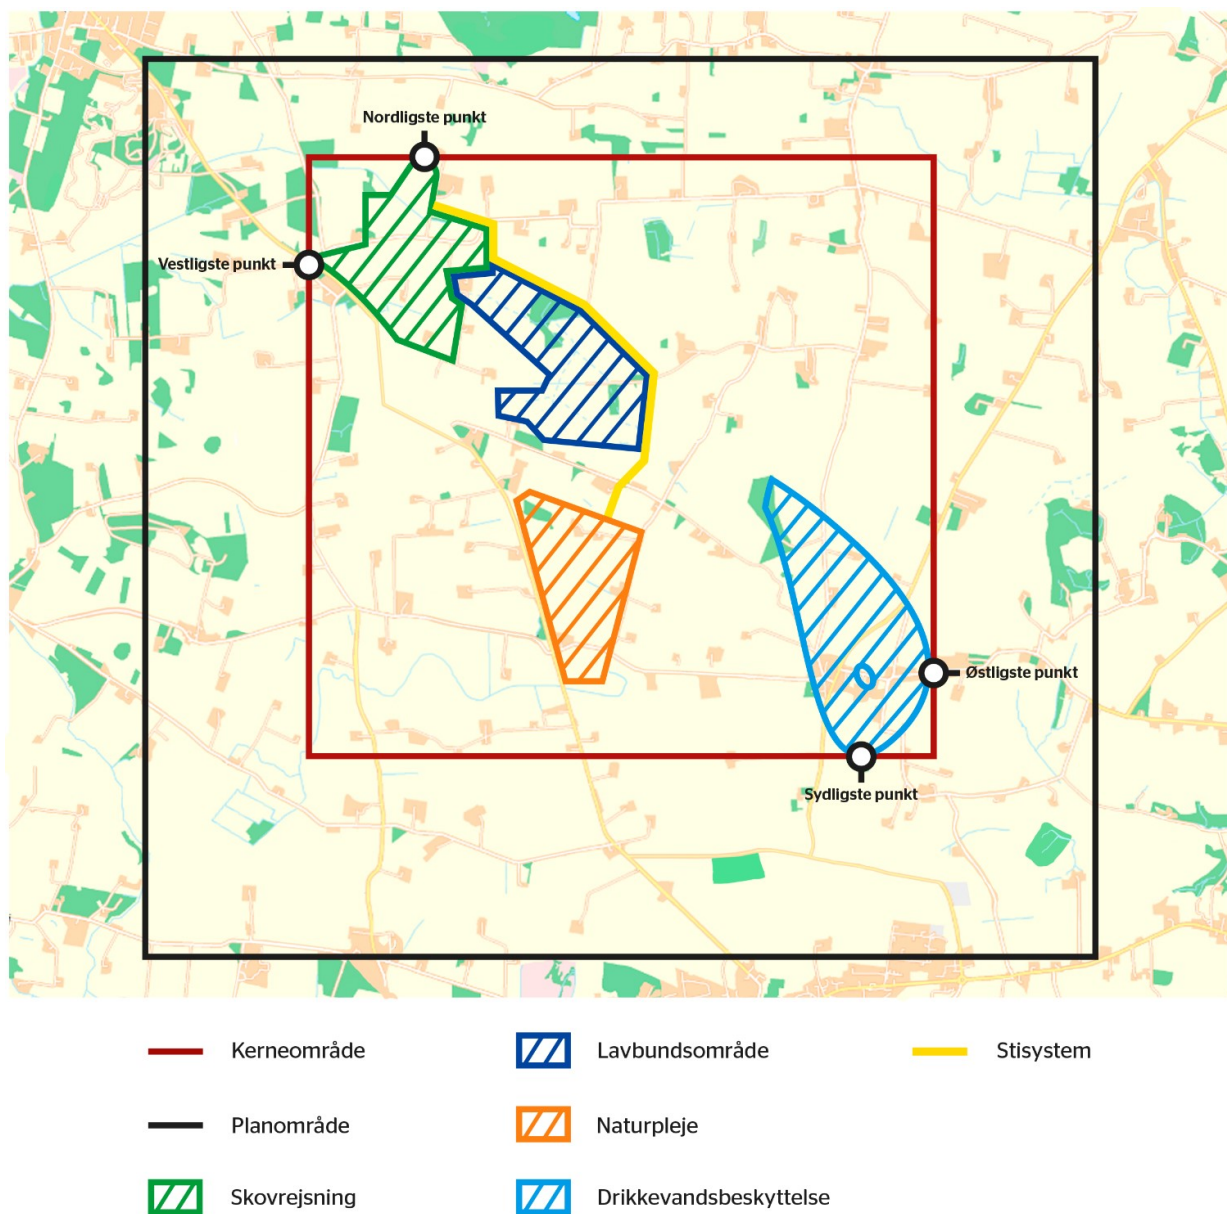 Nordligste punkt
Vestligste punkt
Østligste punkt
Sydligste punkt
Kerneområde
Lavbundsområde
Stisystem
Planområde
Naturpleje
Skovrejsning
Drikkevandsbeskyttelse